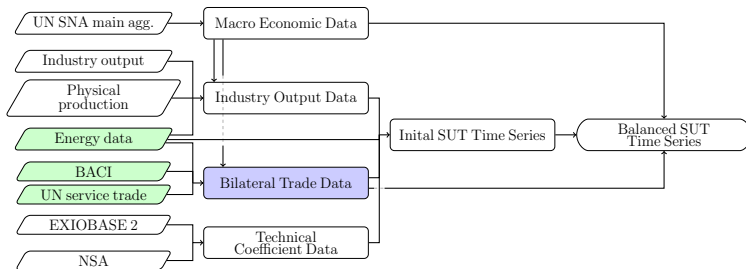 UN SNA main agg.
Macro Economic Data
Industry output
Physical
production
Industry Output Data
Energy data
Inital SUT Time Series
Balanced SUT
Time Series
BACI
Bilateral Trade Data
UN service trade
EXIOBASE 2
Technical
Coefficient Data
NSA